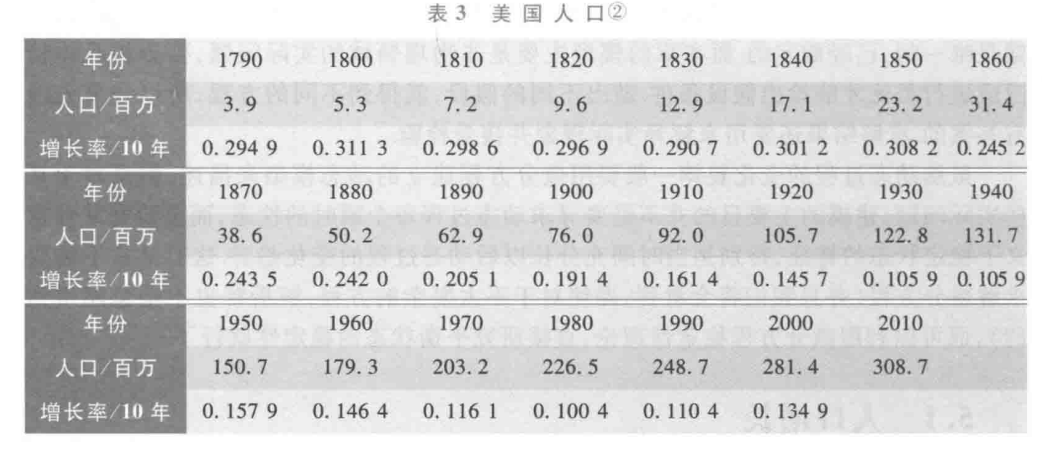 表 3 美 国 人 口②
年份 1790 1800 1810 1820 1830 1840 1850 1860
人口/百万 3.9 5.3 7.2 9.6 12.9 17.1 23.2 31.4
增长率/10 年 0.294 9 0.311 3 0.298 6 0.296 9 0.290 7 0.301 2 0.308 2 0.245 2
1870 1880 1890 1900 1910 1920 1930 1940
人口/百万 38.6 50.2 62.9 76.0 92.0 105.7 122.8 131.7
增长率/10 年 0.243 5 0.242 0 0.205 1 0.191 4 0.161 4 0.145 7 0.105 9 0.105 9
年份 1950 1960 1970 1980 1990 2000 2010
人口/百万 150.7 179.3 203.2 226.5 248.7 281.4 308.7
增长率/10 年 0.157 9 0.146 4 0.116 1 0.100 4 0.110 4 0.134 9